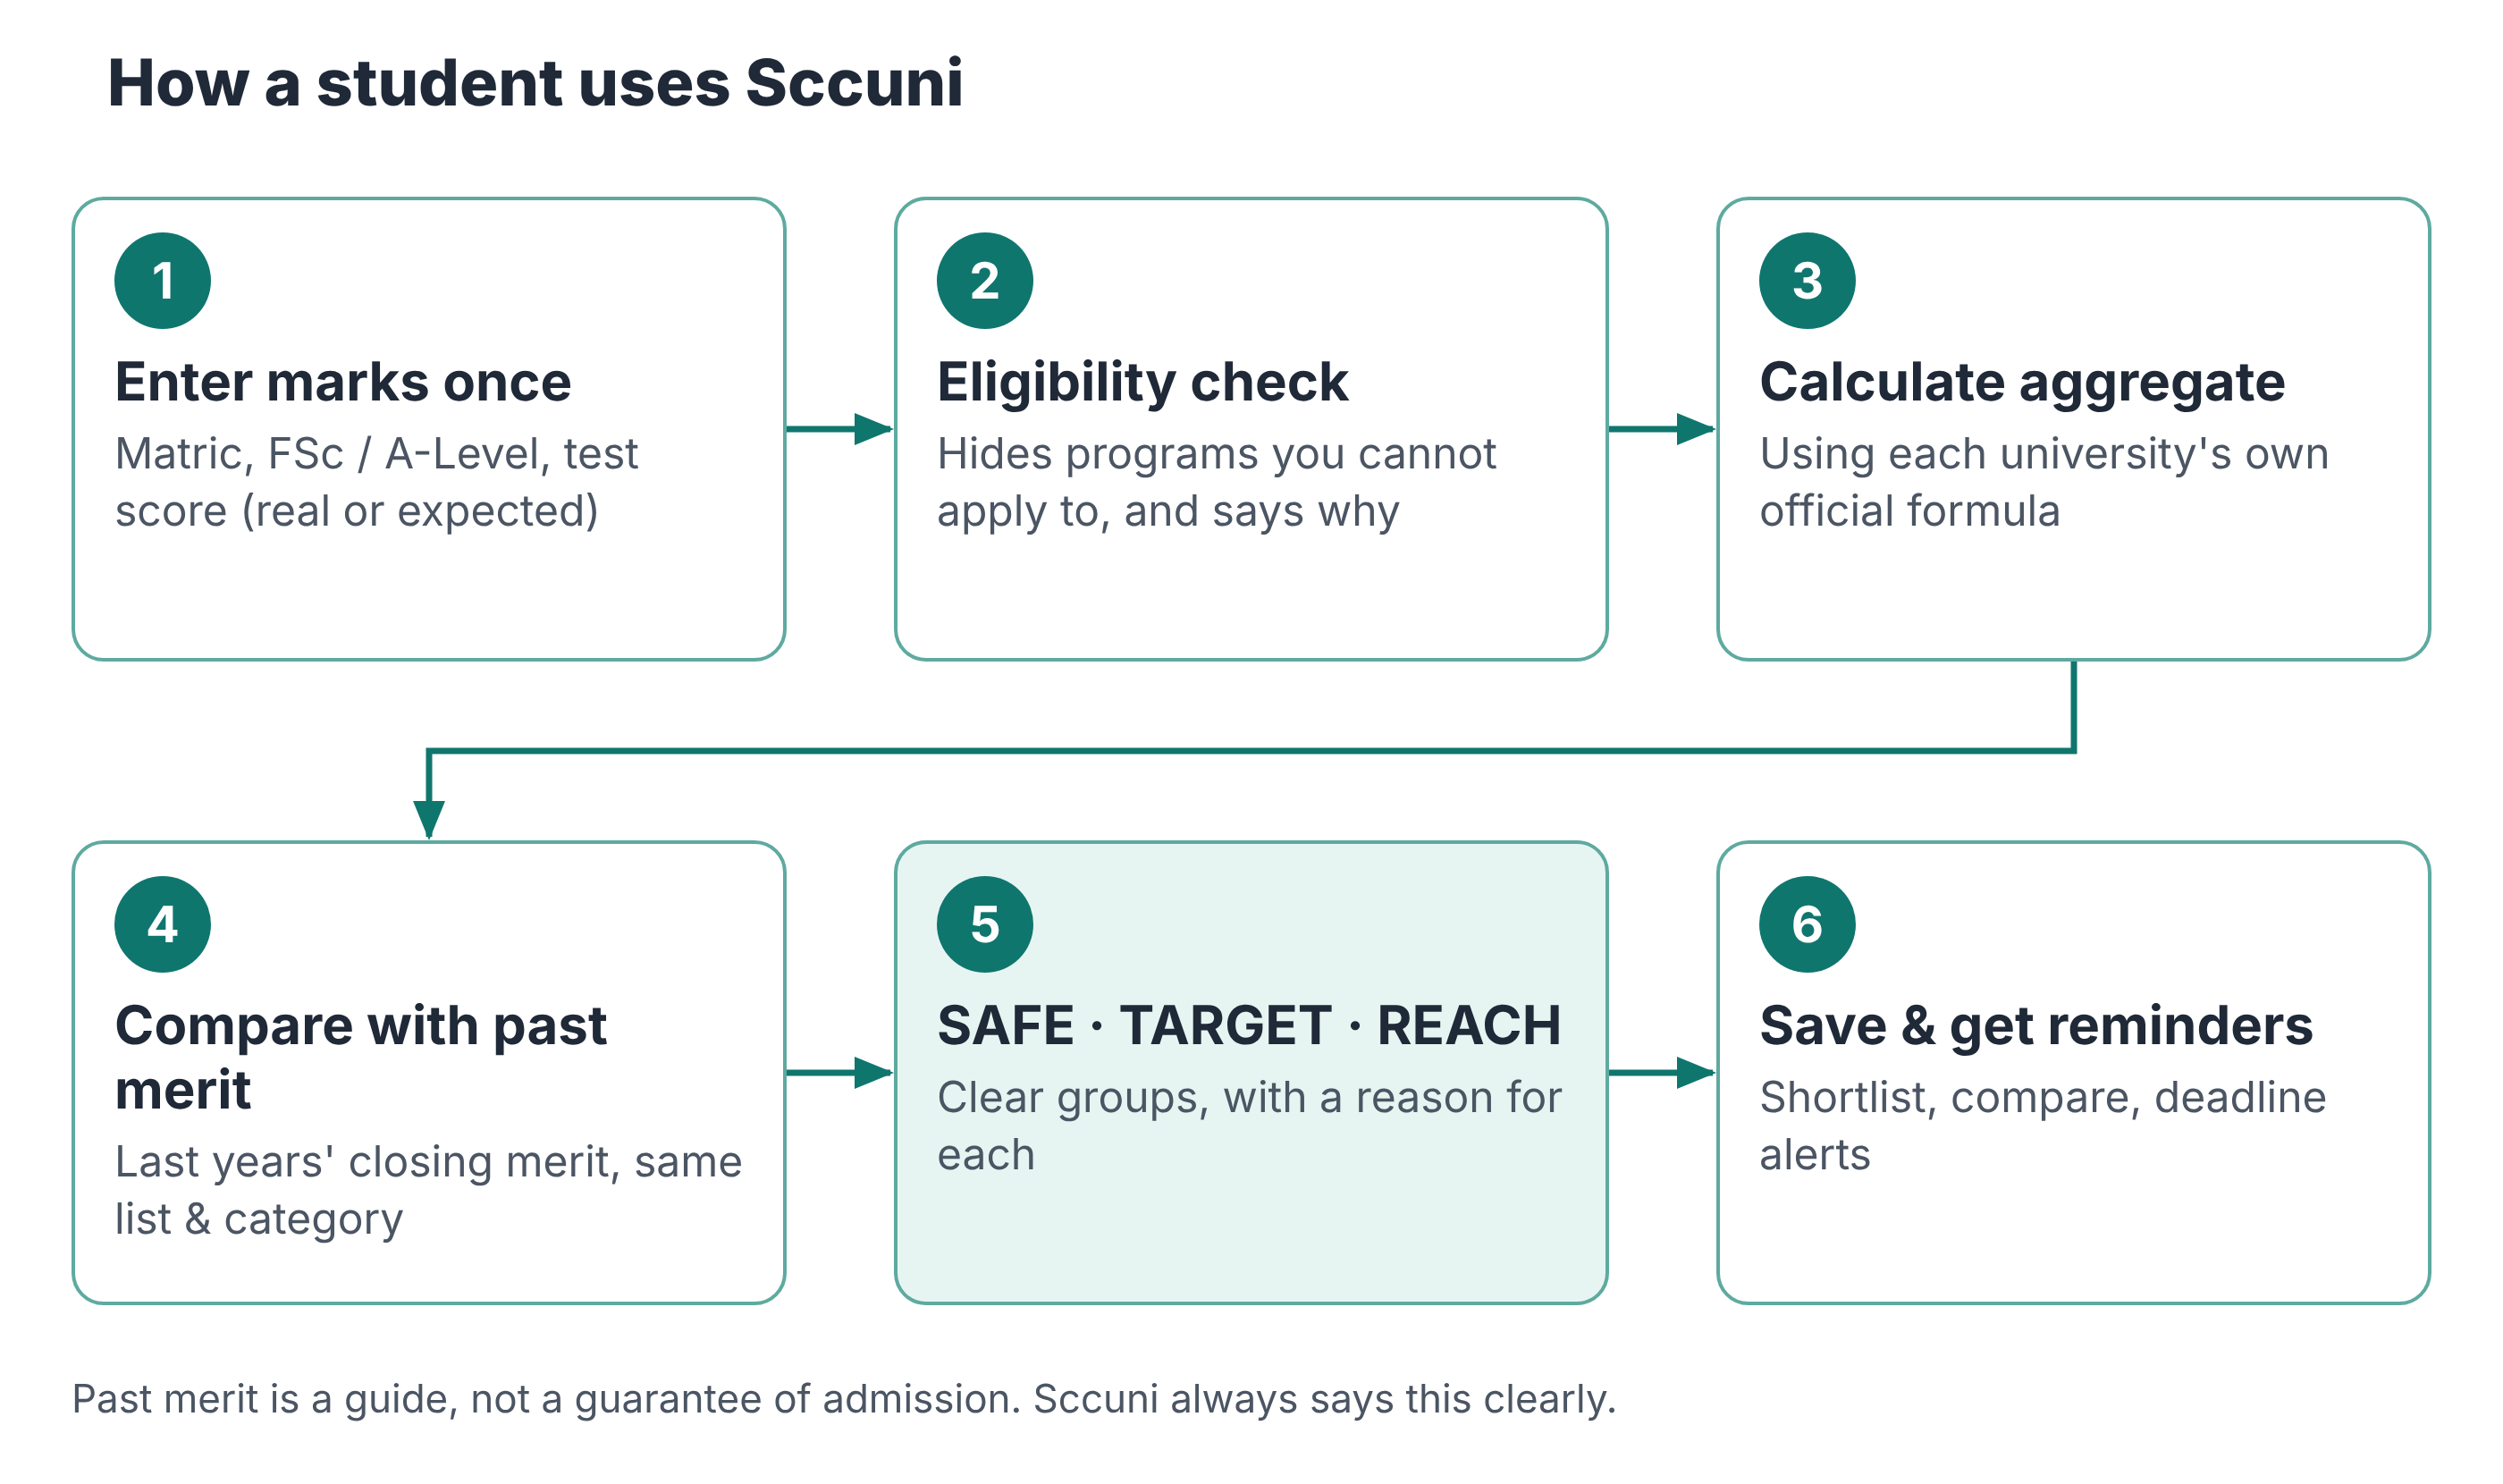 How a student uses Sccuni
1
Enter marks once
Matric, FSc / A-Level, test
score (real or expected)
2
Eligibility check
Hides programs you cannot
apply to, and says why
3
Calculate aggregate
Using each university's own
official formula
4
Compare with past
merit
Last years' closing merit, same
list & category
5
SAFE · TARGET · REACH
Clear groups, with a reason for
each
6
Save & get reminders
Shortlist, compare, deadline
alerts
Past merit is a guide, not a guarantee of admission. Sccuni always says this clearly.